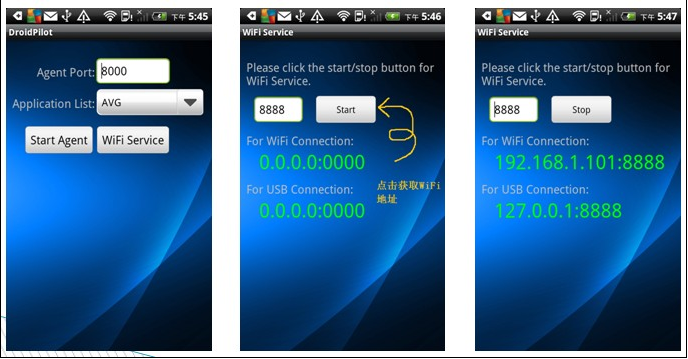 下午 5:45
DroidPilot
Agent Port: 8000
Application List: AVG
Start Agent WiFi Service
下午 5:46
WiFi Service
Please click the start/stop button for
WiFi Service.
8888 Start
For WiFi Connection:
0.0.0.0:0000
For USB Connection:
0.0.0.0:0000
点击获取WiFi
地址
下午 5:47
WiFi Service
Please click the start/stop button for
WiFi Service.
8888 Stop
For WiFi Connection:
192.168.1.101:8888
For USB Connection:
127.0.0.1:8888